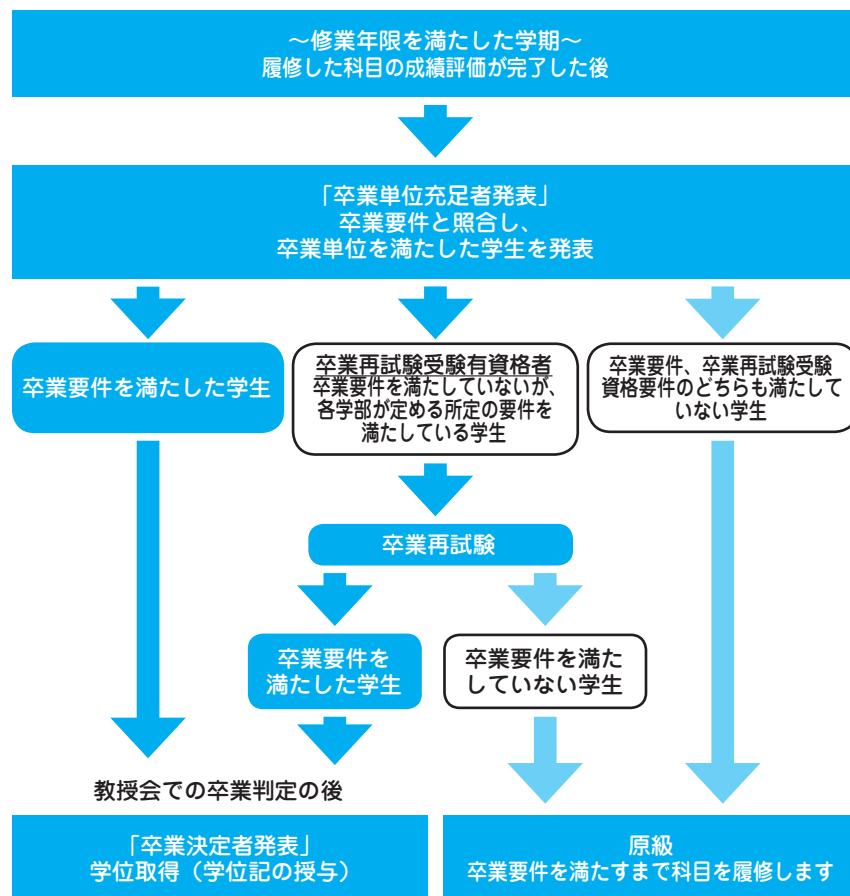 ～修業年限を満たした学期～
履修した科目の成績評価が完了した後
「卒業単位充足者発表」
卒業要件と照合し、
卒業単位を満たした学生を発表
卒業要件を満たした学生
卒業再試験受験有資格者
卒業要件を満たしていないが、
各学部が定める所定の要件を
満たしている学生
卒業要件、卒業再試験受験
資格要件のどちらも満たして
いない学生
卒業再試験
卒業要件を
満たした学生
卒業要件を満た
していない学生
教授会での卒業判定の後
「卒業決定者発表」
学位取得（学位記の授与）
原級
卒業要件を満たすまで科目を履修します